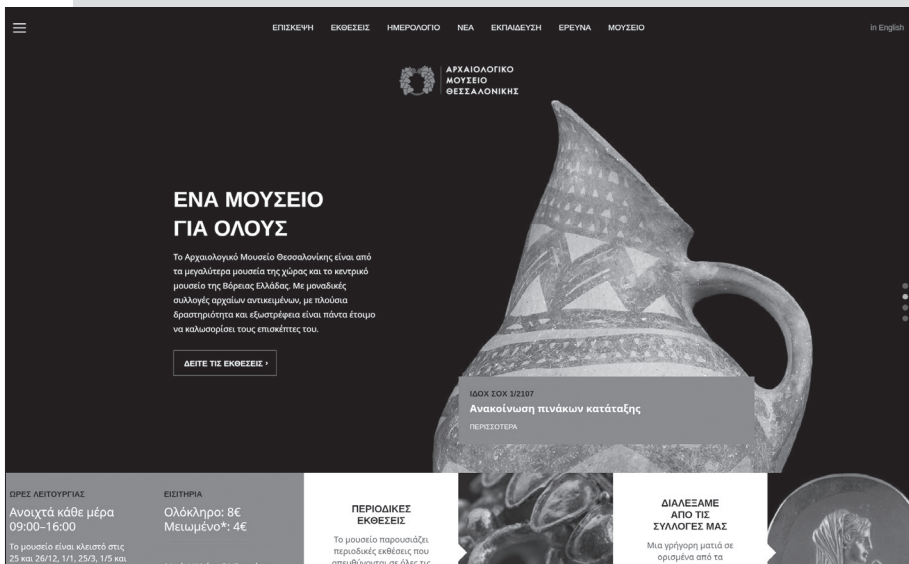 ΕΠΙΣΚΕΨΗ ΕΚΘΕΣΕΙΣ ΗΜΕΡΟΛΟΓΙΟ ΝΕΑ ΕΚΠΑΙΔΕΥΣΗ ΕΡΕΥΝΑ ΜΟΥΣΕΙΟ
in English
ΑΡΧΑΙΟΛΟΓΙΚΟ
ΜΟΥΣΕΙΟ
ΘΕΣΣΑΛΟΝΙΚΗΣ
ΕΝΑ ΜΟΥΣΕΙΟ
ΓΙΑ ΟΛΟΥΣ
Το Αρχαιολογικό Μουσείο Θεσσαλονίκης είναι από
τα μεγαλύτερα μουσεία της χώρας και το κεντρικό
μουσείο της Βόρειας Ελλάδας. Με μοναδικές
συλλογές αρχαίων αντικειμένων, με πλούσια
δραστηριότητα και εξωστρέφεια είναι πάντα έτοιμο
να καλωσορίσει τους επισκέπτες του.
ΔΕΙΤΕ ΤΙΣ ΕΚΘΕΣΕΙΣ ›
ΙΔΟΧ ΣΟΧ 1/2107
Ανακοίνωση πινάκων κατάταξης
ΠΕΡΙΣΣΟΤΕΡΑ
ΩΡΕΣ ΛΕΙΤΟΥΡΓΙΑΣ
Ανοιχτά κάθε μέρα
09:00–16:00
Το μουσείο είναι κλειστό στις
25 και 26/12, 1/1, 25/3, 1/5 και
ΕΙΣΙΤΗΡΙΑ
Ολόκληρο: 8€
Μειωμένο*: 4€
ΠΕΡΙΟΔΙΚΕΣ
ΕΚΘΕΣΕΙΣ
Το μουσείο παρουσιάζει
περιοδικές εκθέσεις που
απευθύνονται σε όλες τις
ΔΙΑΛΕΞΑΜΕ
ΑΠΟ ΤΙΣ
ΣΥΛΛΟΓΕΣ ΜΑΣ
Μια γρήγορη ματιά σε
ορισμένα από τα